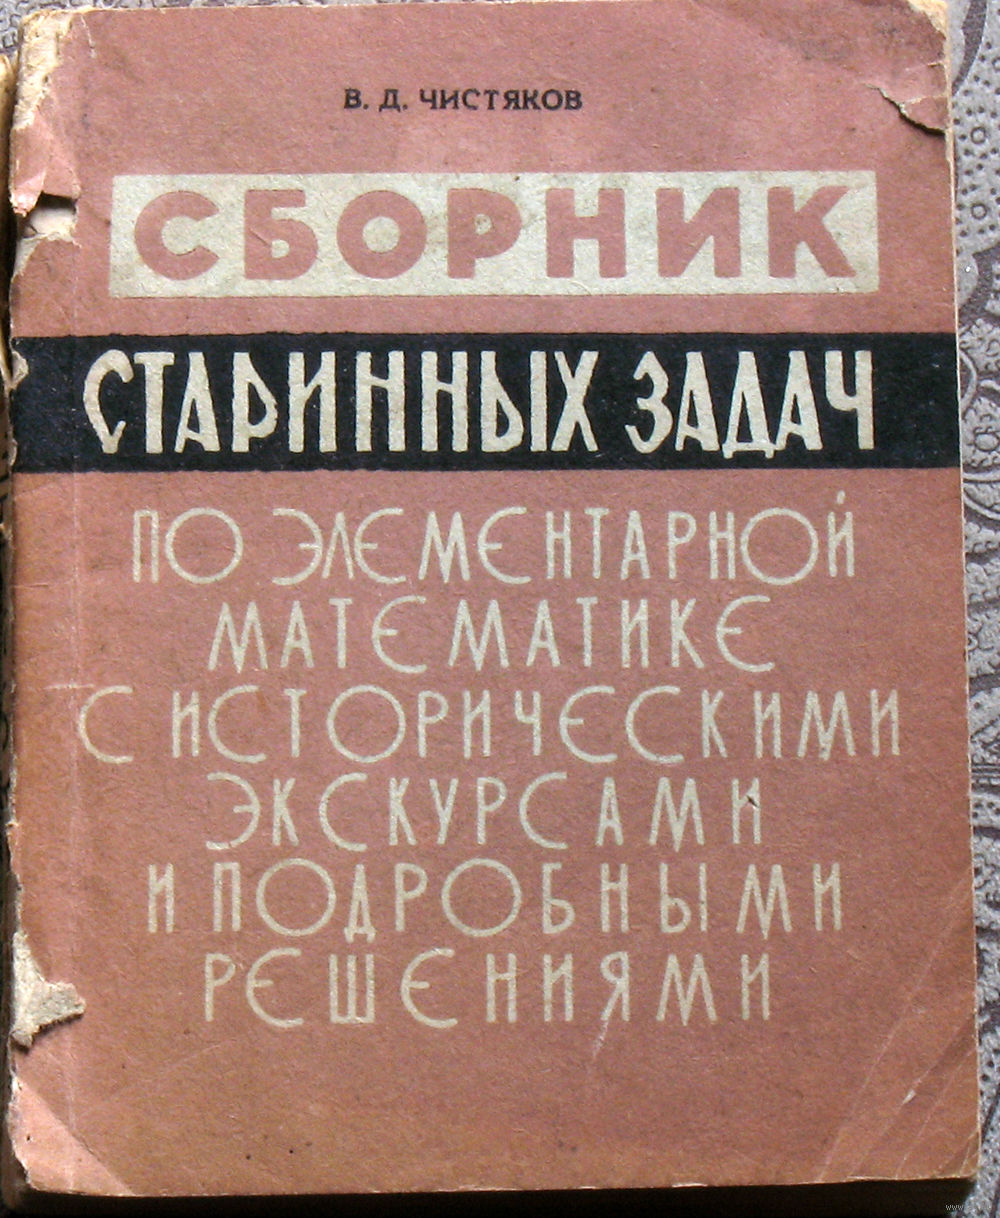 В. Д. ЧИСТЯКОВ
СБОРНИК
СТАРИННЫХ ЗАДАЧ
ПО ЭЛЕМЕНТАРНОЙ
МАТЕМАТИКЕ
С ИСТОРИЧЕСКИМИ
ЭКСКУРСАМИ
И ПОДРОБНЫМИ
РЕШЕНИЯМИ